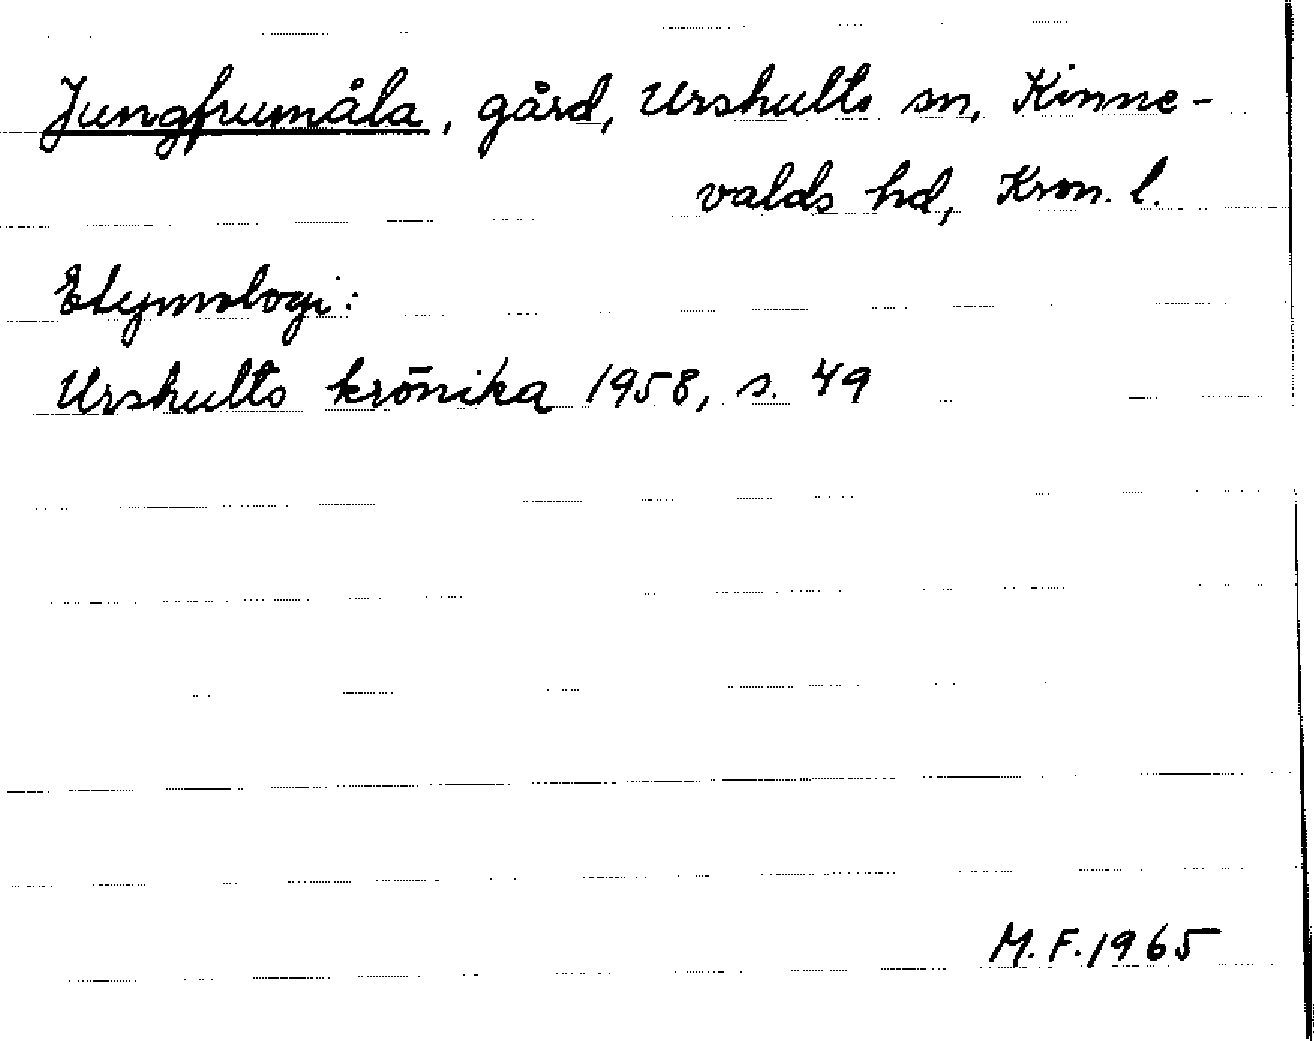 Jungfrumåla, gård, Urshults sn, Kinne-
valds hd, Kron. l.
Etymologi:
Urshults krönika 1958, s. 49
M.F. 1965